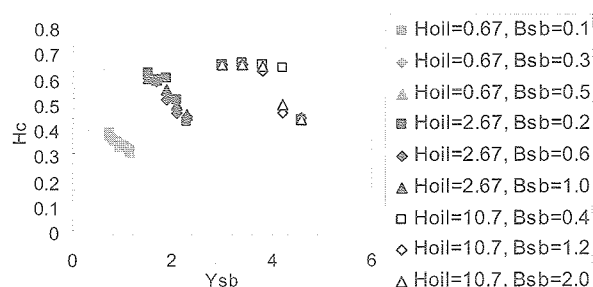 0.8
0.7
0.6
0.5
0.4
0.3
0.2
0.1
0
Hc
0
2
4
6
Ysb
Hoil=0.67, Bsb=0.1
Hoil=0.67, Bsb=0.3
Hoil=0.67, Bsb=0.5
Hoil=2.67, Bsb=0.2
Hoil=2.67, Bsb=0.6
Hoil=2.67, Bsb=1.0
Hoil=10.7, Bsb=0.4
Hoil=10.7, Bsb=1.2
Hoil=10.7, Bsb=2.0